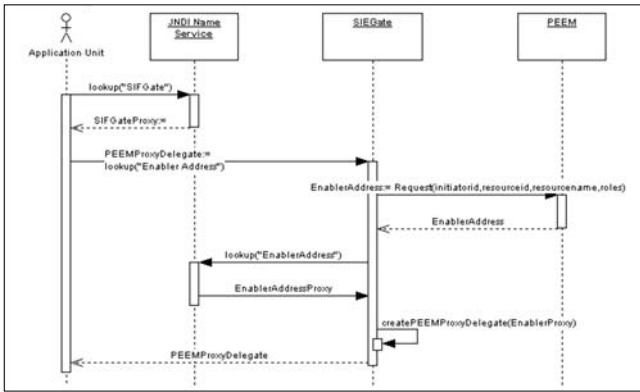 JNDI Name
Service
SIEGate
PEEM
Application Unit
lookup("SIFGate")
SIFGateProxy:=
PEEMProxyDelegate:=
lookup("Enabler Address")
EnablerAddress:= Request(initiatorid,resourceid,resourcename,roles)
EnablerAddress
lookup("EnablerAddress")
EnablerAddressProxy
createPEEMProxyDelegate(EnablerProxy)
PEEMProxyDelegate